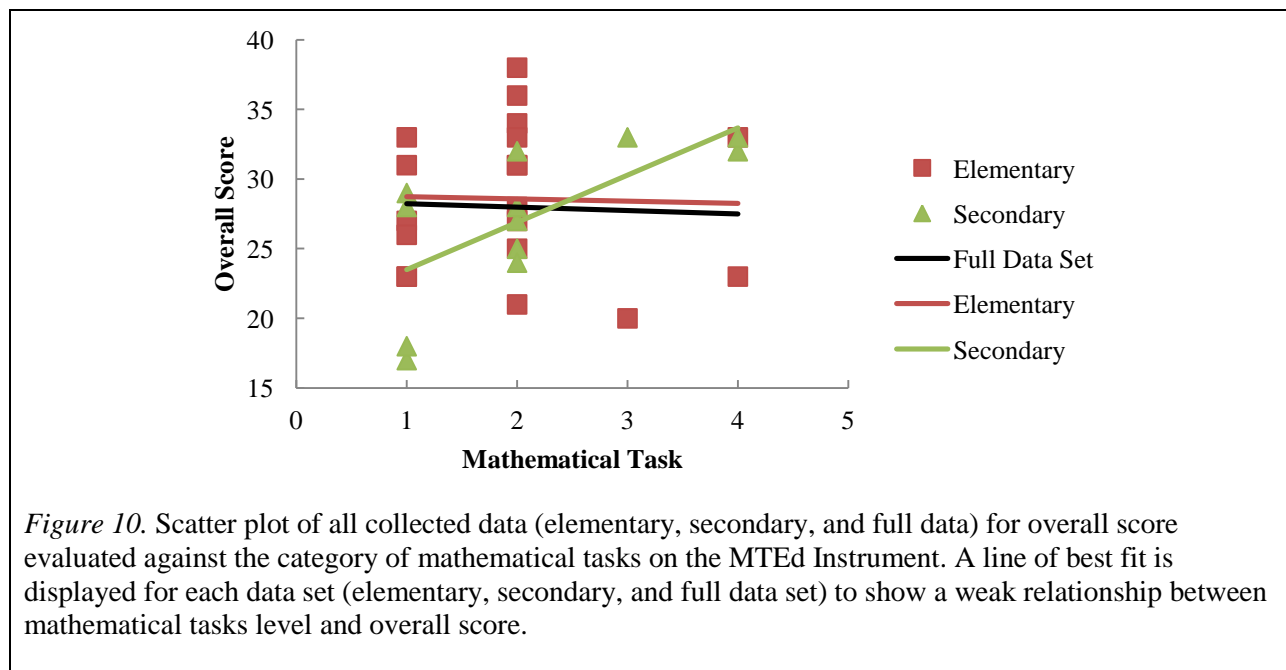 40
35
30
25
20
15
Overall Score
0 1 2 3 4 5
Mathematical Task
Elementary
Secondary
Full Data Set
Elementary
Secondary
Figure 10. Scatter plot of all collected data (elementary, secondary, and full data) for overall score
evaluated against the category of mathematical tasks on the MTEd Instrument. A line of best fit is
displayed for each data set (elementary, secondary, and full data set) to show a weak relationship between
mathematical tasks level and overall score.